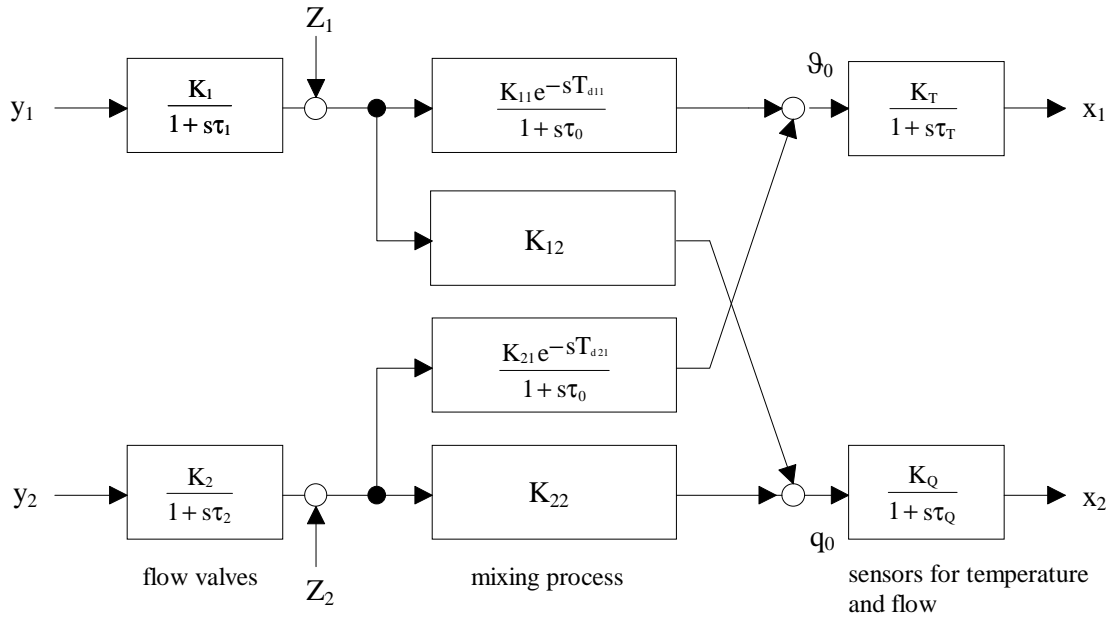 Z₁
y₁
K₁
1 + sτ₁
K₁₁e−sT_d11
1 + sτ₀
ϑ₀
K_T
1 + sτ_T
x₁
K₁₂
K₂₁e−sT_d21
1 + sτ₀
y₂
K₂
1 + sτ₂
K₂₂
K_Q
1 + sτ_Q
x₂
q₀
flow valves
Z₂
mixing process
sensors for temperature
and flow